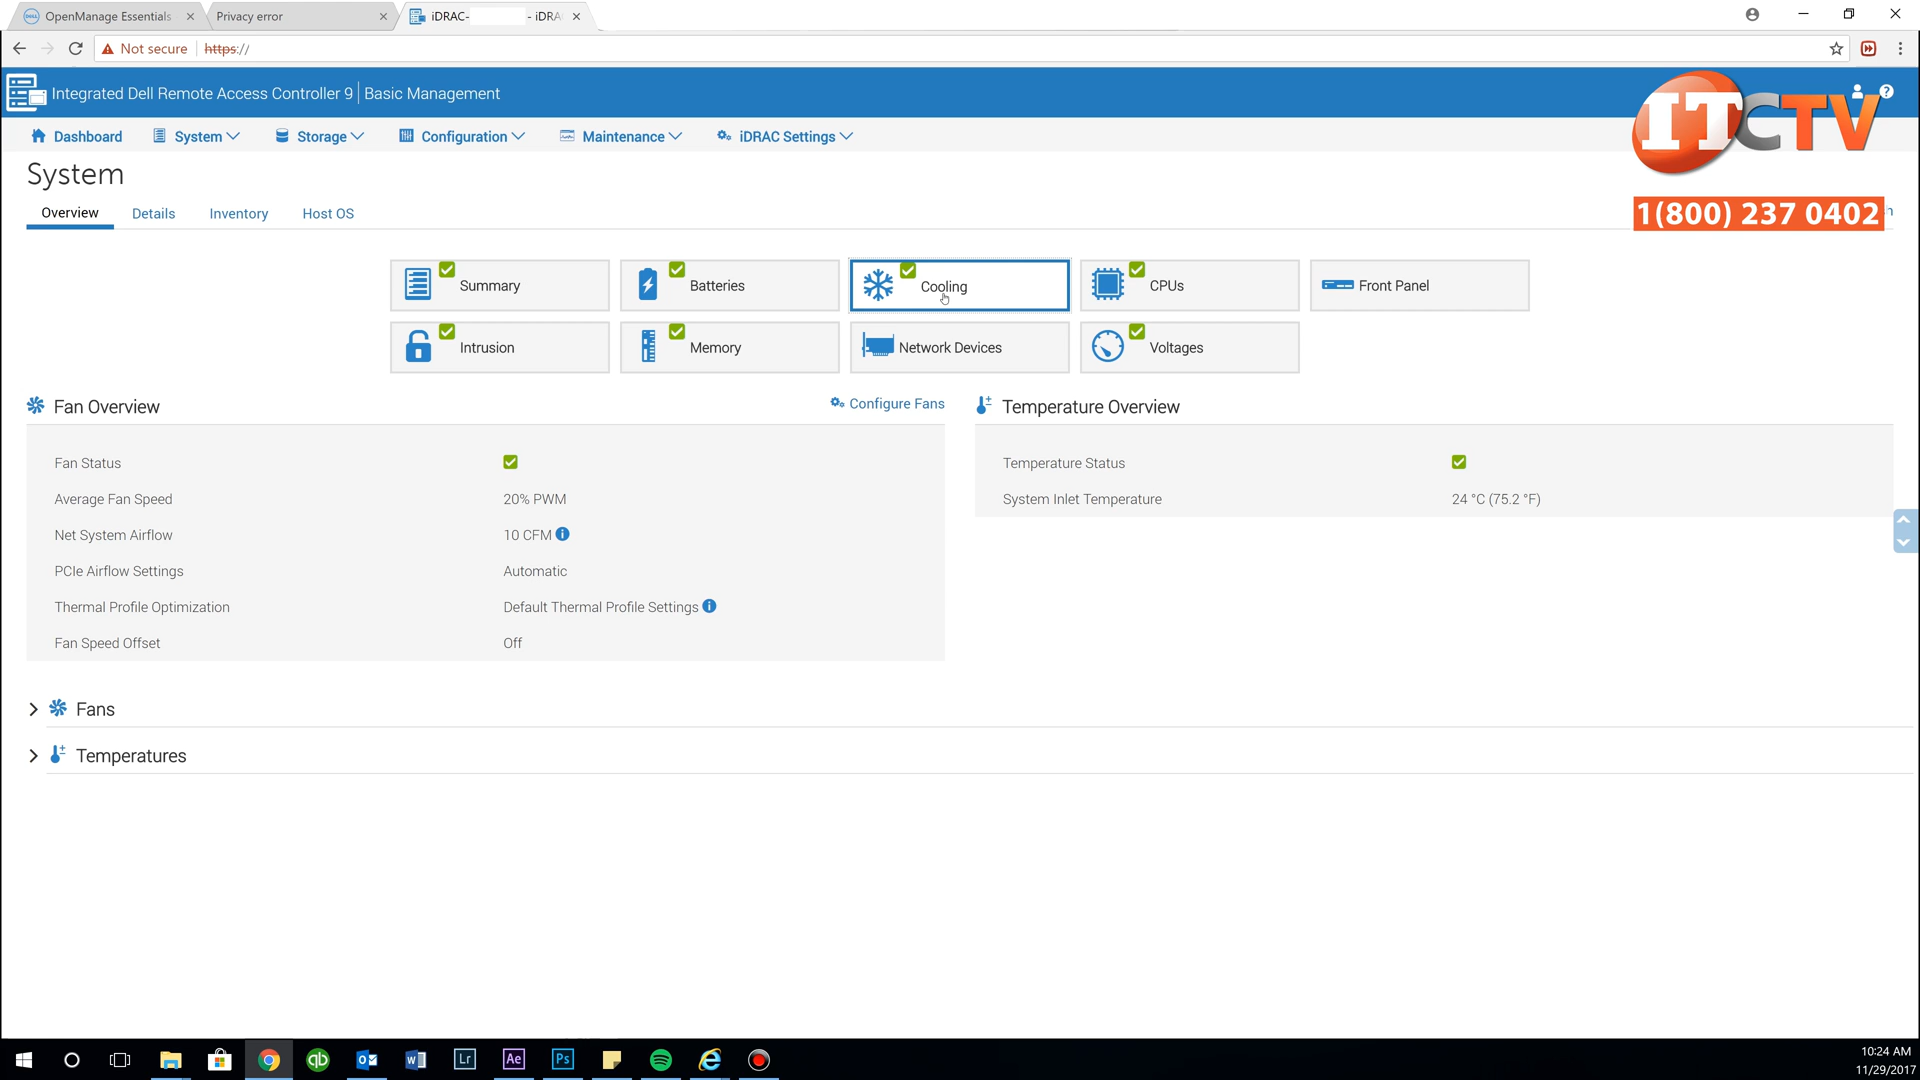 OpenManage Essentials
Privacy error
iDRAC- - iDRA
Not secure https://
Integrated Dell Remote Access Controller 9 | Basic Management
ITCTV
Dashboard System Storage Configuration Maintenance iDRAC Settings
System
Overview Details Inventory Host OS
1(800) 237 0402
Summary Batteries Cooling CPUs Front Panel
Intrusion Memory Network Devices Voltages
Fan Overview Configure Fans
Fan Status
Average Fan Speed 20% PWM
Net System Airflow 10 CFM
PCIe Airflow Settings Automatic
Thermal Profile Optimization Default Thermal Profile Settings
Fan Speed Offset Off
Temperature Overview
Temperature Status
System Inlet Temperature 24 °C (75.2 °F)
Fans
Temperatures
Lr Ae Ps
10:24 AM
11/29/2017